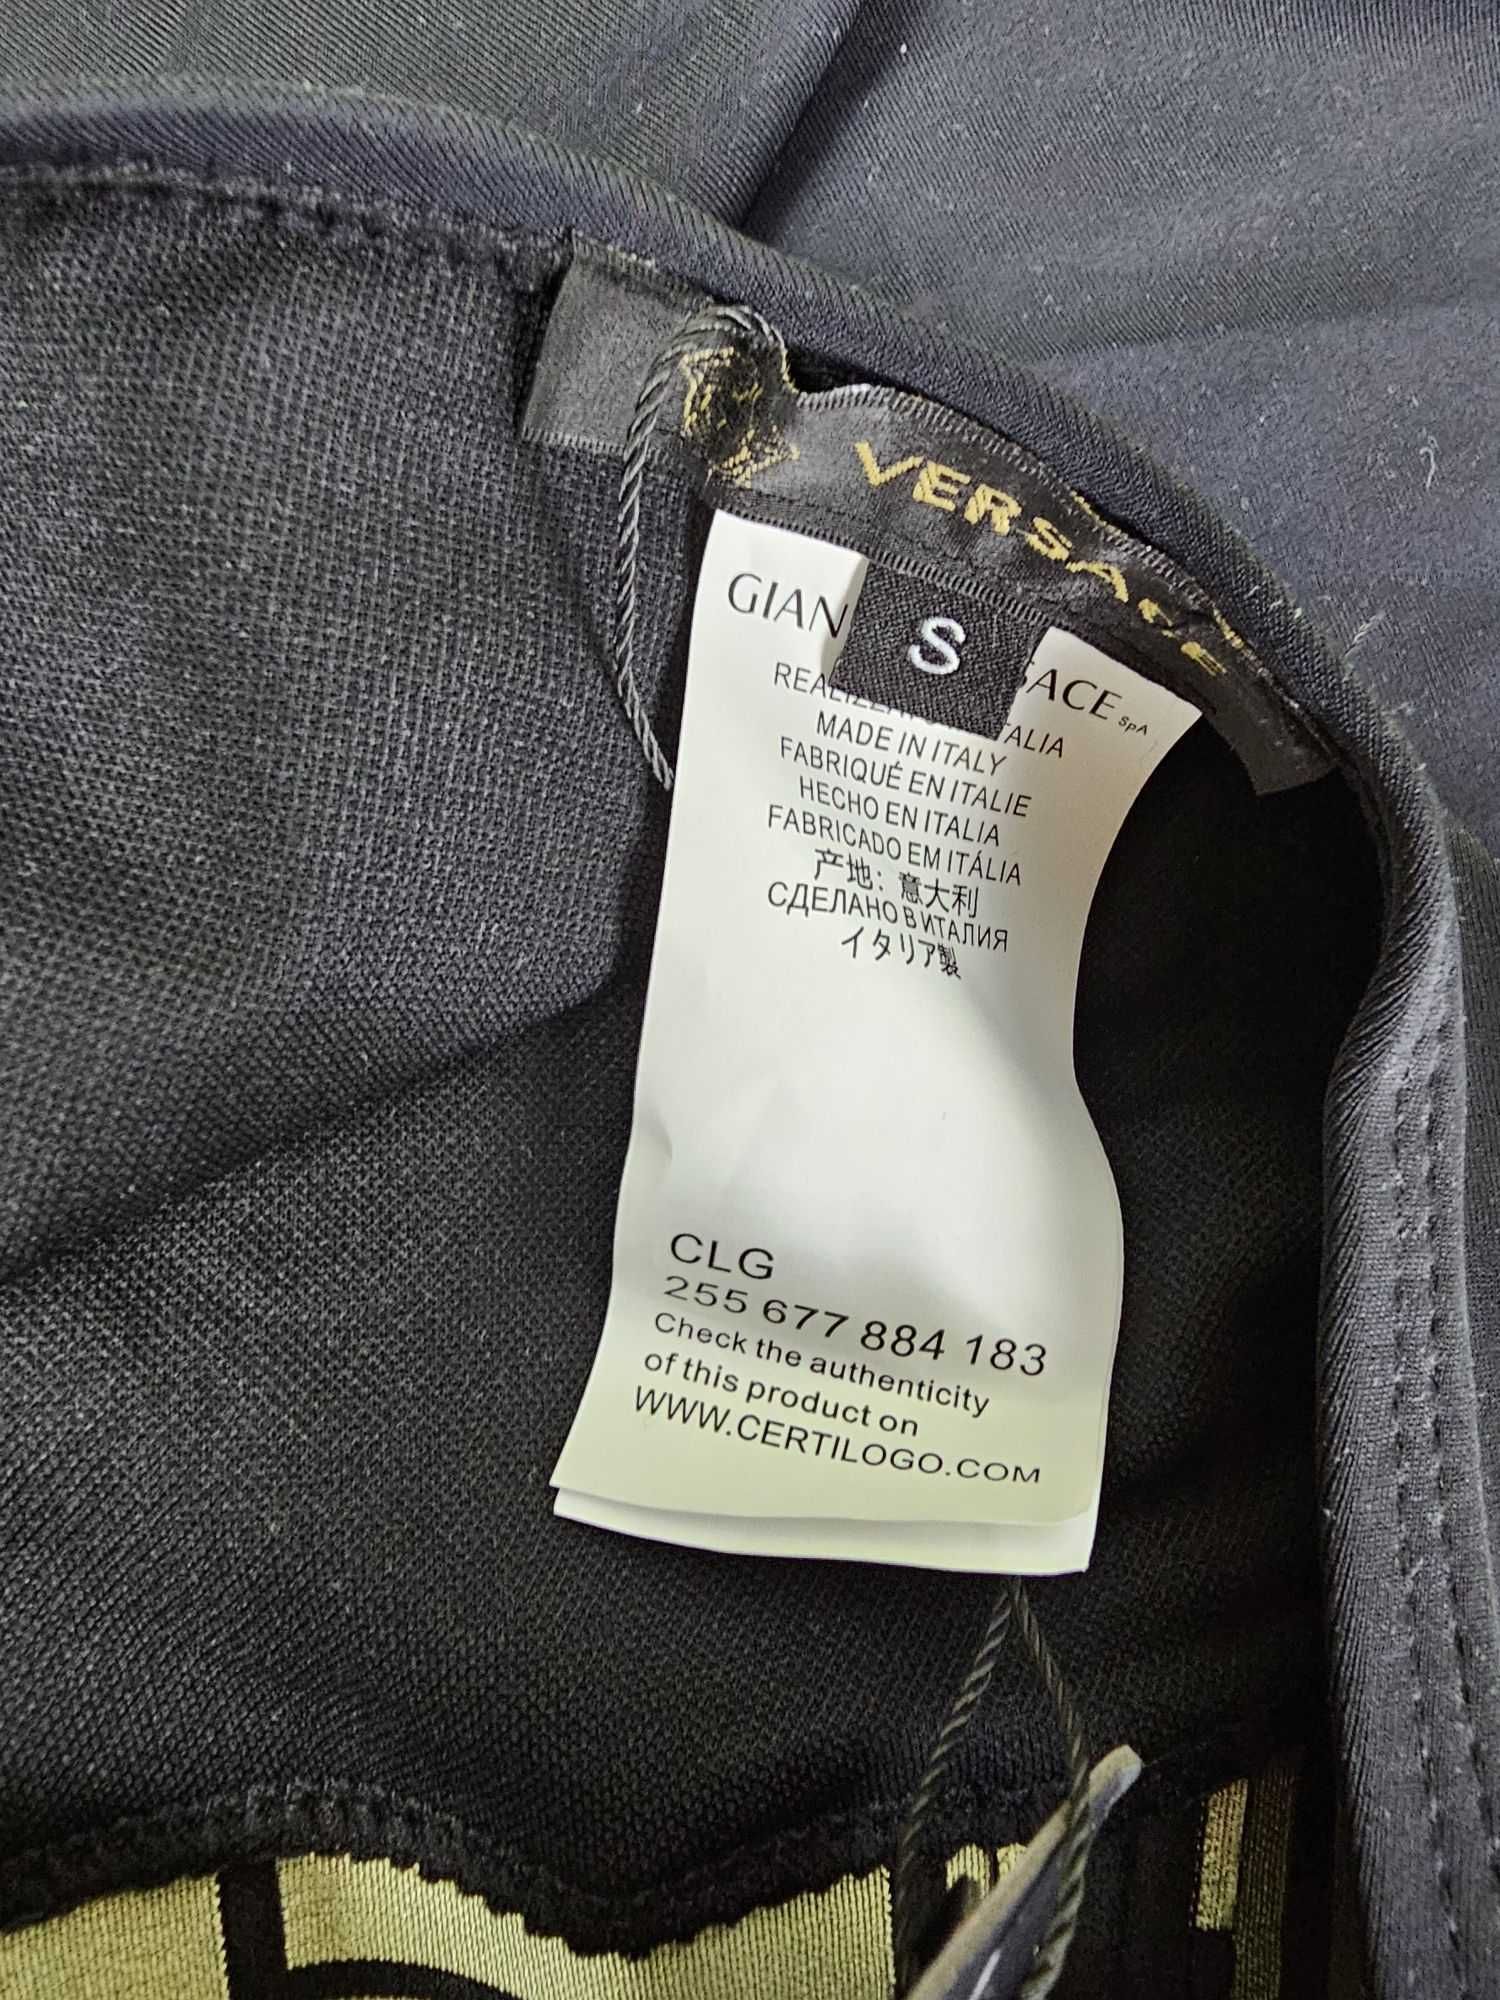 VERSACE
S
GIAN SACE SpA
MADE IN ITALY
FABRIQUÉ EN ITALIE
HECHO EN ITALIA
FABRICADO EM ITÁLIA
产地：意大利
СДЕЛАНО В ИТАЛИЯ
イタリア製
CLG
255 677 884 183
Check the authenticity
of this product on
WWW.CERTILOGO.COM